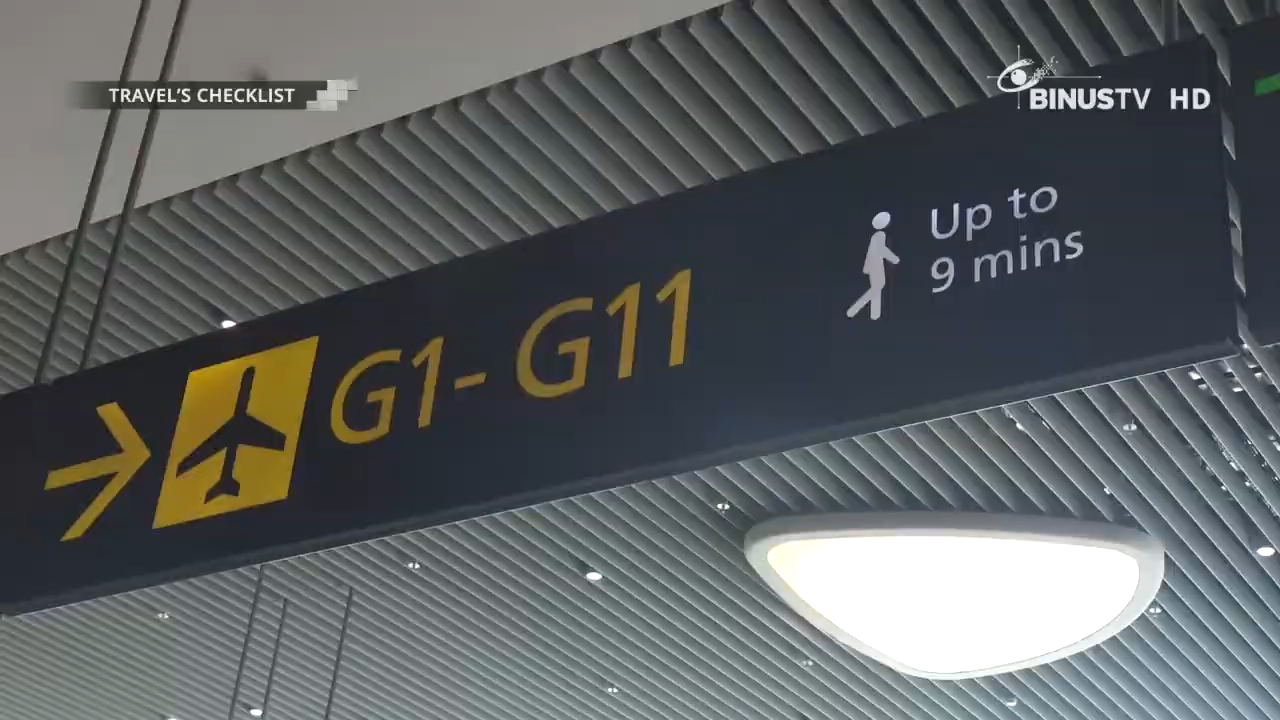 TRAVEL'S CHECKLIST
BINUSTV HD
G1- G11
Up to
9 mins